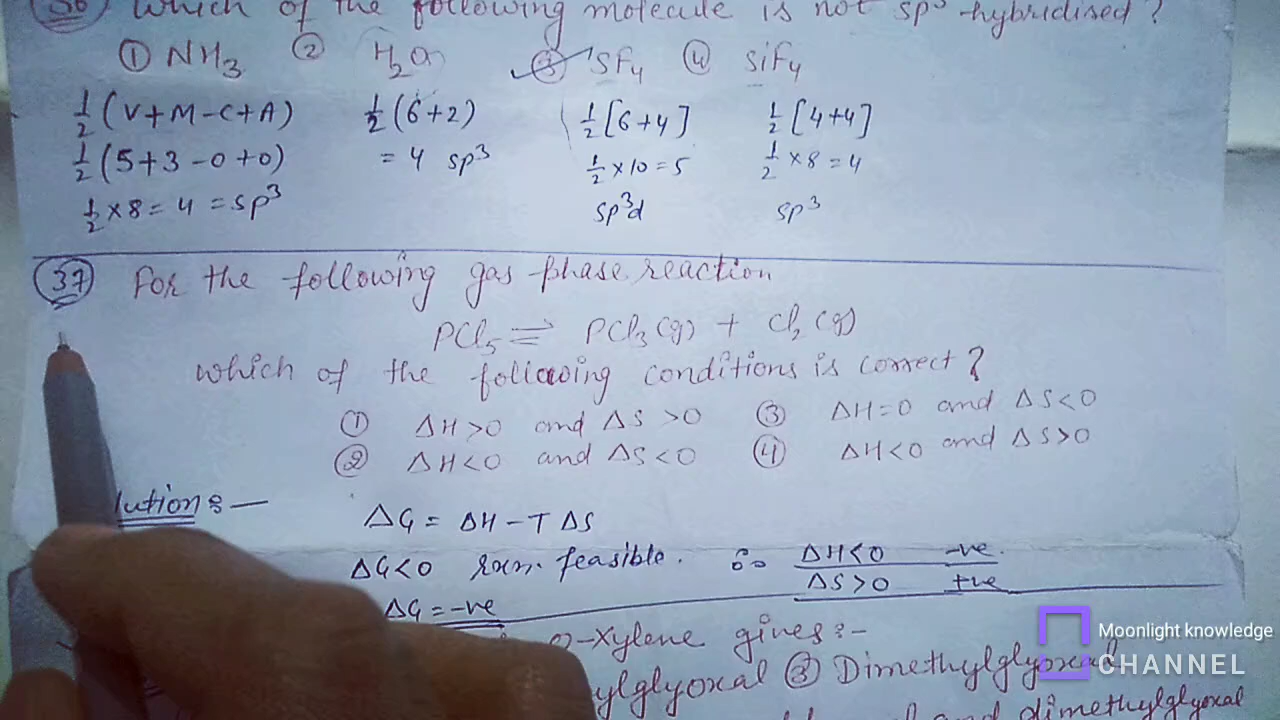 36) Which of the following molecule is not sp³-hybridised?
① NH₃ ② H₂O ③ SF₄ ④ SiF₄
½ (V+M-C+A) ½ (6+2) ½ [6+4] ½ [4+4]
½ (5+3-0+0) = 4 sp³ ½ × 10 = 5 ½ × 8 = 4
½ × 8 = 4 = sp³ sp³d sp³
37 For the following gas phase reaction
PCl₅ ⇌ PCl₃(g) + Cl₂(g)
which of the following conditions is correct?
① ΔH>0 and ΔS>0 ③ ΔH=0 and ΔS<0
② ΔH<0 and ΔS<0 ④ ΔH<0 and ΔS>0
lution:— ΔG = ΔH - TΔS
ΔG<0 rxn. feasible. ∴ ΔH<0 -ve.
ΔS>0 +ve
ΔG = -ve
o-Xylene gives:-
ylglyoxal ③ Dimethylglyoxal
and dimethylglyoxal
Moonlight knowledge
CHANNEL